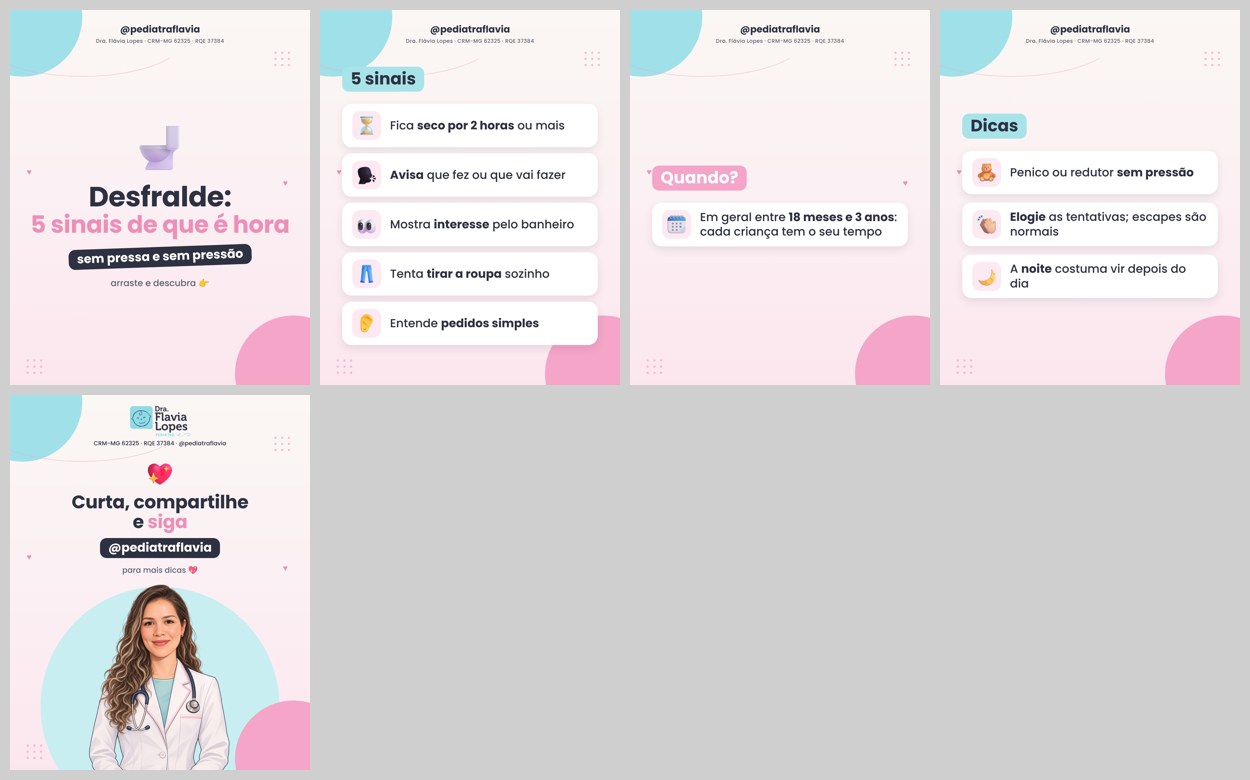 @pediatraflavia
Dra. Flávia Lopes · CRM-MG 62325 · RQE 37384
Desfralde:
5 sinais de que é hora
sem pressa e sem pressão
arraste e descubra
@pediatraflavia
Dra. Flávia Lopes · CRM-MG 62325 · RQE 37384
5 sinais
Fica seco por 2 horas ou mais
Avisa que fez ou que vai fazer
Mostra interesse pelo banheiro
Tenta tirar a roupa sozinho
Entende pedidos simples
@pediatraflavia
Dra. Flávia Lopes · CRM-MG 62325 · RQE 37384
Quando?
Em geral entre 18 meses e 3 anos:
cada criança tem o seu tempo
@pediatraflavia
Dra. Flávia Lopes · CRM-MG 62325 · RQE 37384
Dicas
Penico ou redutor sem pressão
Elogie as tentativas; escapes são
normais
A noite costuma vir depois do
dia
Dra.
Flavia
Lopes
CRM-MG 62325 · RQE 37384 · @pediatraflavia
Curta, compartilhe
e siga
@pediatraflavia
para mais dicas